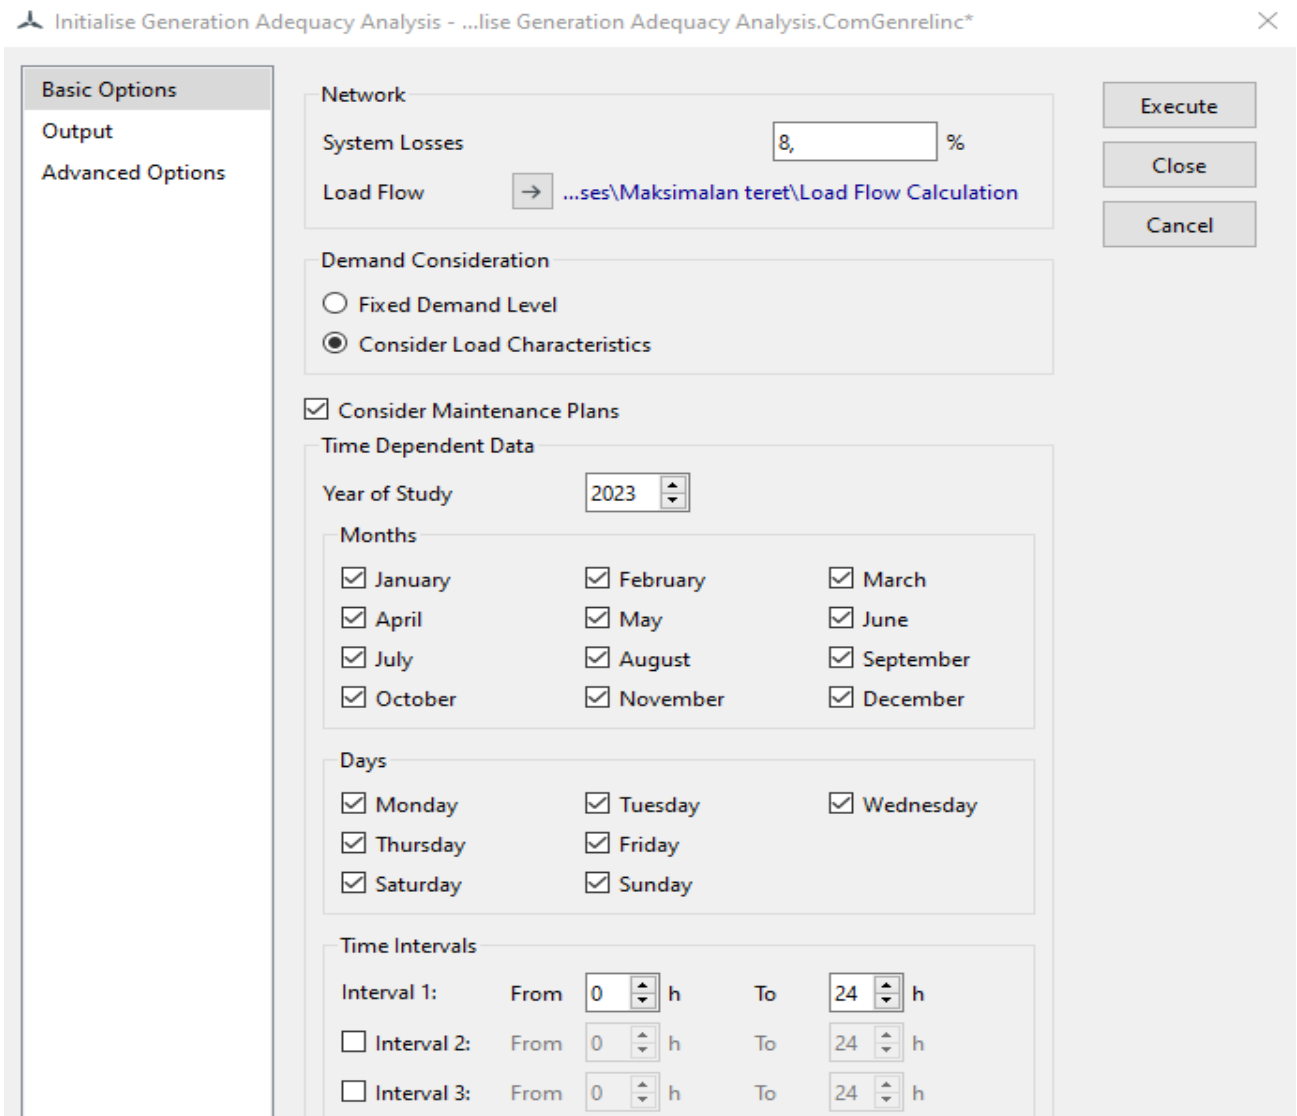 Initialise Generation Adequacy Analysis - ...lise Generation Adequacy Analysis.ComGenrelinc*
Basic Options
Output
Advanced Options
Network
System Losses 8, %
Load Flow ...ses\Maksimalan teret\Load Flow Calculation
Execute
Close
Cancel
Demand Consideration
Fixed Demand Level
Consider Load Characteristics
Consider Maintenance Plans
Time Dependent Data
Year of Study 2023
Months
January February March
April May June
July August September
October November December
Days
Monday Tuesday Wednesday
Thursday Friday
Saturday Sunday
Time Intervals
Interval 1: From 0 h To 24 h
Interval 2: From 0 h To 24 h
Interval 3: From 0 h To 24 h